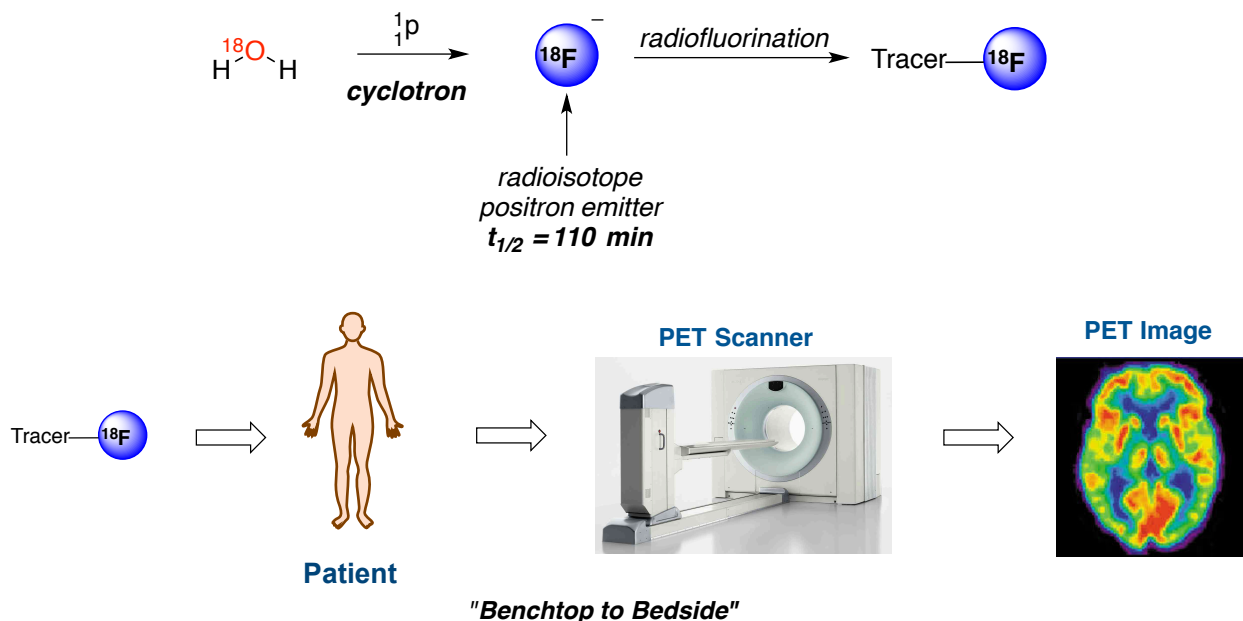 18O
H H
1
1p
cyclotron
18F –
radiofluorination
Tracer—18F
radioisotope
positron emitter
t1/2 = 110 min
PET Scanner
PET Image
Tracer—18F
Patient
"Benchtop to Bedside"